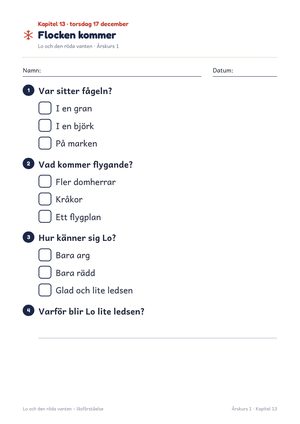 Kapitel 13 · torsdag 17 december
Flocken kommer
Lo och den röda vanten · Årskurs 1
Namn: Datum:
1 Var sitter fågeln?
I en gran
I en björk
På marken
2 Vad kommer flygande?
Fler domherrar
Kråkor
Ett flygplan
3 Hur känner sig Lo?
Bara arg
Bara rädd
Glad och lite ledsen
4 Varför blir Lo lite ledsen?
Lo och den röda vanten – läsförståelse Årskurs 1 · Kapitel 13